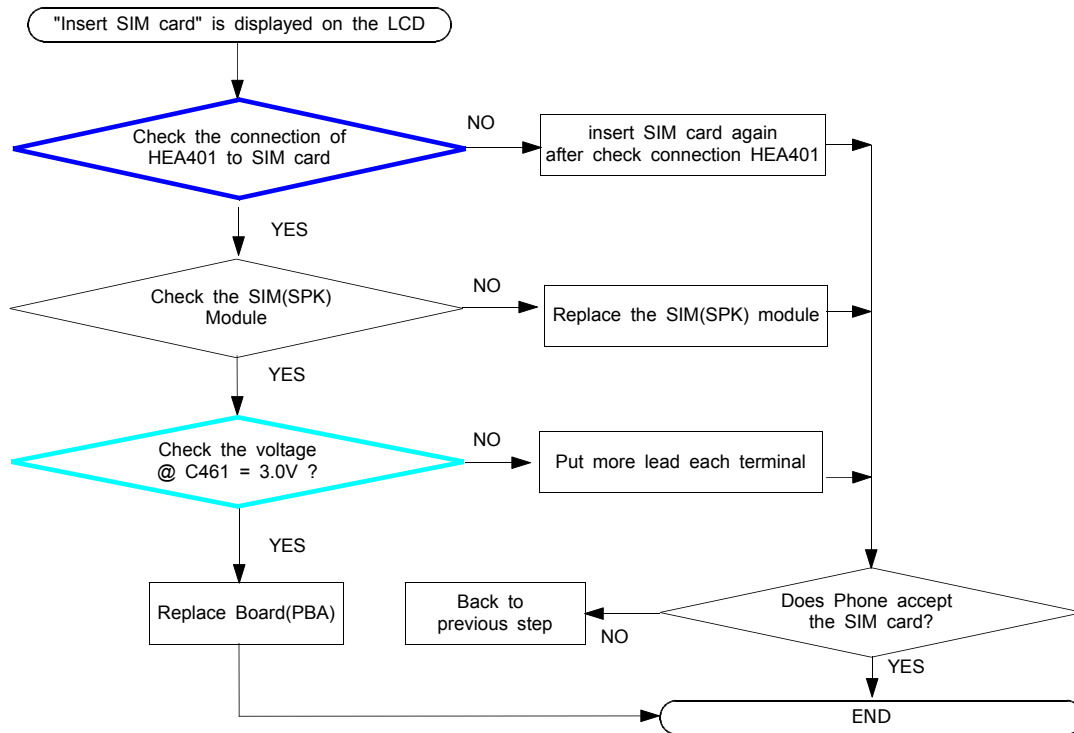 "Insert SIM card" is displayed on the LCD
Check the connection of
HEA401 to SIM card
NO
insert SIM card again
after check connection HEA401
YES
Check the SIM(SPK)
Module
NO
Replace the SIM(SPK) module
YES
Check the voltage
@ C461 = 3.0V ?
NO
Put more lead each terminal
YES
Replace Board(PBA)
Back to
previous step
NO
Does Phone accept
the SIM card?
YES
END